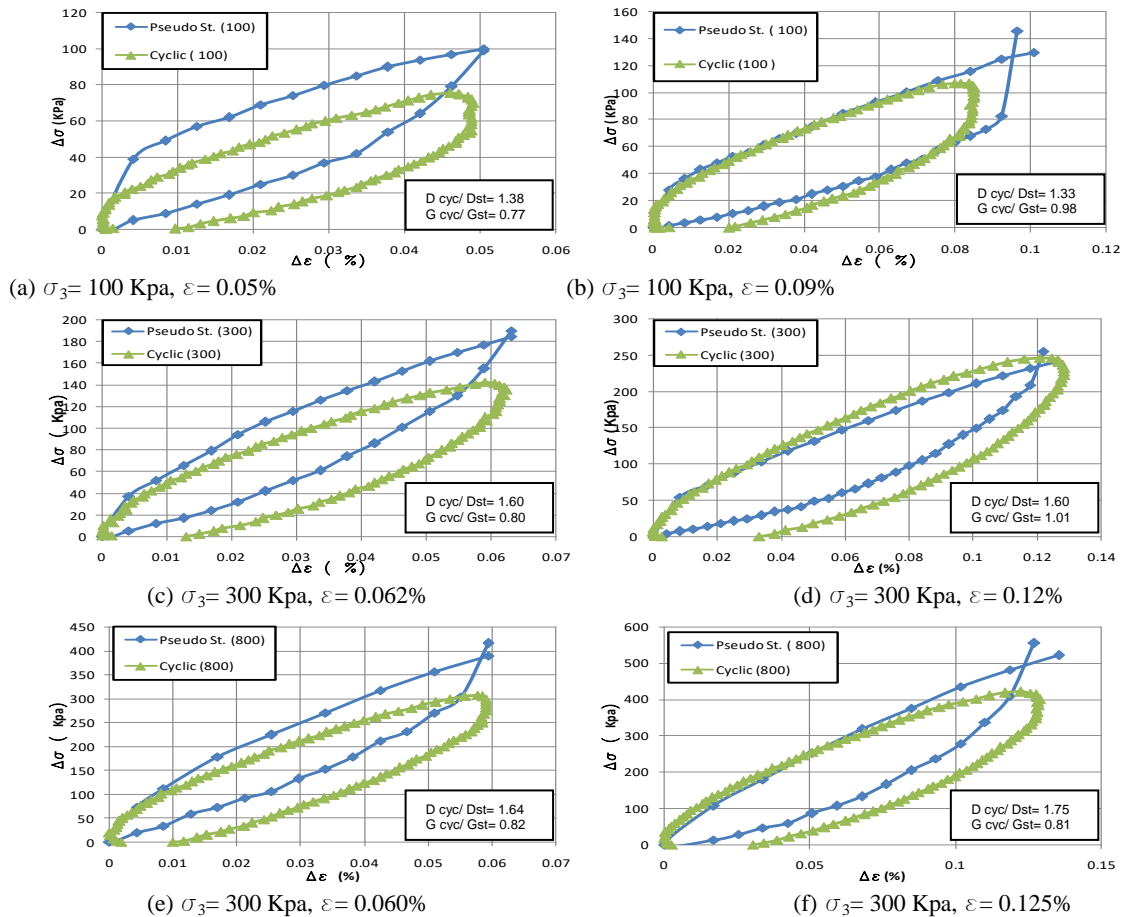 120
100
80
60
40
20
0
Δσ (KPa)
Pseudo St. (100)
Cyclic ( 100)
D cyc/ Dst= 1.38
G cyc/ Gst= 0.77
0 0.01 0.02 0.03 0.04 0.05 0.06
Δε ( %)
(a) σ3= 100 Kpa, ε= 0.05%
160
140
120
100
80
60
40
20
0
Δσ (KPa)
Pseudo St. ( 100)
Cyclic (100 )
D cyc/ Dst= 1.33
G cyc/ Gst= 0.98
0 0.02 0.04 0.06 0.08 0.1 0.12
Δε ( %)
(b) σ3= 100 Kpa, ε= 0.09%
200
180
160
140
120
100
80
60
40
20
0
Δσ ( Kpa)
Pseudo St. (300)
Cyclic (300)
D cyc/ Dst= 1.60
G cyc/ Gst= 0.80
0 0.01 0.02 0.03 0.04 0.05 0.06 0.07
Δε ( %)
(c) σ3= 300 Kpa, ε= 0.062%
300
250
200
150
100
50
0
Δσ (Kpa)
Pseudo St. (300)
Cyclic (300)
D cyc/ Dst= 1.60
G cvc/ Gst= 1.01
0 0.02 0.04 0.06 0.08 0.1 0.12 0.14
Δε (%)
(d) σ3= 300 Kpa, ε= 0.12%
450
400
350
300
250
200
150
100
50
0
Δσ ( Kpa)
Pseudo St. (800)
Cyclic (800)
D cyc/ Dst= 1.64
G cyc/ Gst= 0.82
0 0.01 0.02 0.03 0.04 0.05 0.06 0.07
Δε (%)
(e) σ3= 300 Kpa, ε= 0.060%
600
500
400
300
200
100
0
Δσ ( Kpa)
Pseudo St. ( 800)
Cyclic (800)
D cyc/ Dst= 1.75
G cyc/ Gst= 0.81
0 0.05 0.1 0.15
Δε (%)
(f) σ3= 300 Kpa, ε= 0.125%